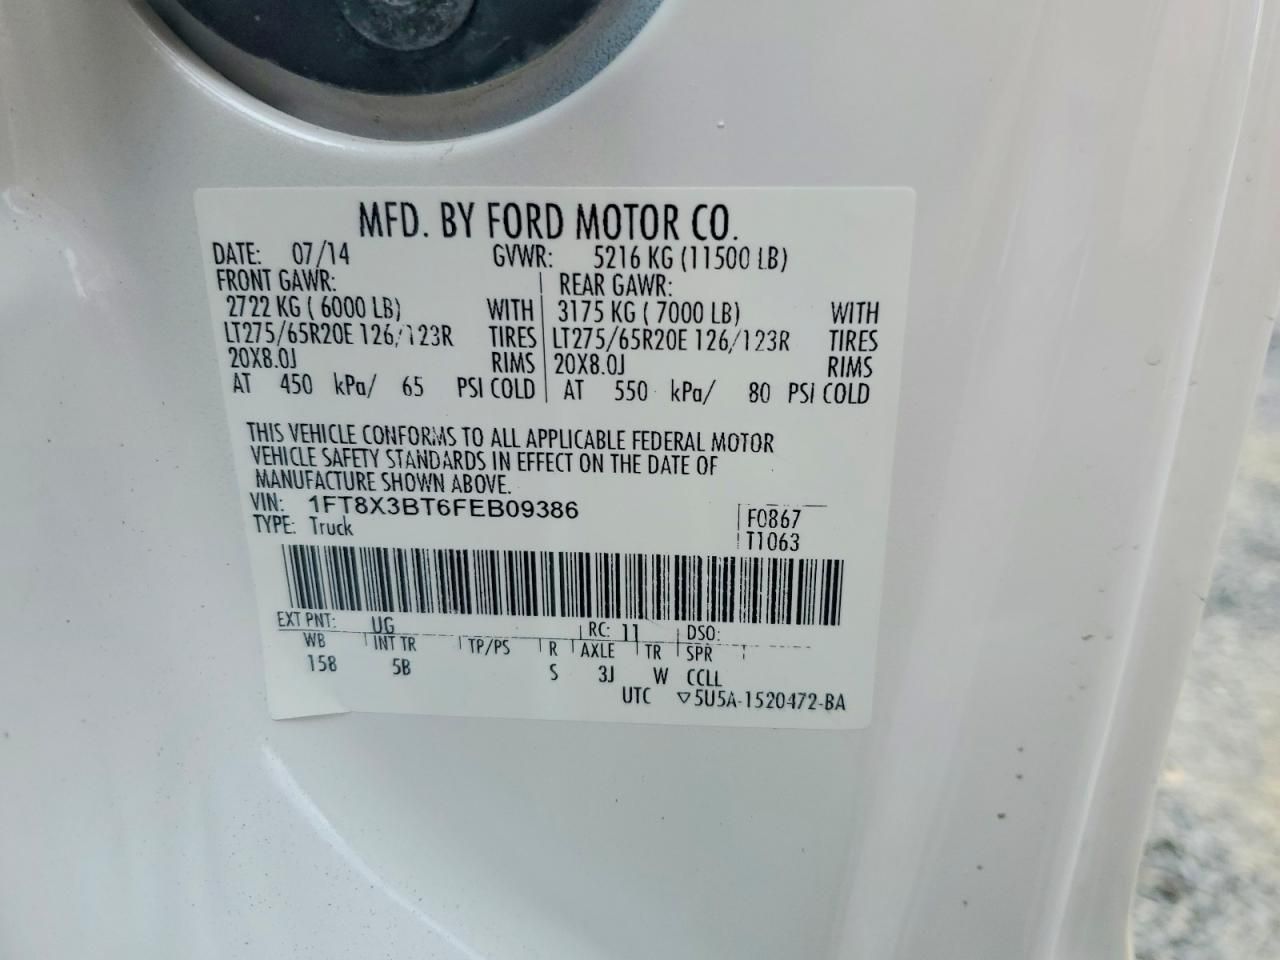 MFD. BY FORD MOTOR CO.
DATE: 07/14 GVWR: 5216 KG (11500 LB)
FRONT GAWR: REAR GAWR:
2722 KG ( 6000 LB) WITH 3175 KG ( 7000 LB) WITH
LT275/65R20E 126/123R TIRES LT275/65R20E 126/123R TIRES
20X8.0J RIMS 20X8.0J RIMS
AT 450 kPa/ 65 PSI COLD AT 550 kPa/ 80 PSI COLD
THIS VEHICLE CONFORMS TO ALL APPLICABLE FEDERAL MOTOR
VEHICLE SAFETY STANDARDS IN EFFECT ON THE DATE OF
MANUFACTURE SHOWN ABOVE.
VIN: 1FT8X3BT6FEB09386 F0867
TYPE: Truck T1063
EXT PNT: UG RC: 11 DSO:
WB INT TR TP/PS R AXLE TR SPR
158 5B S 3J W CCLL
UTC ▽5U5A-1520472-BA